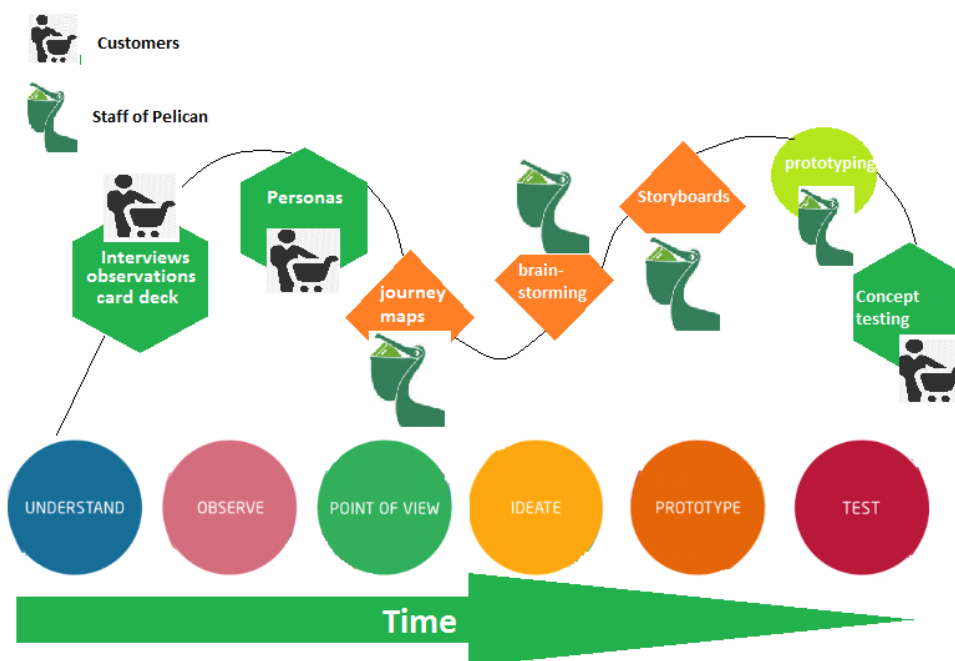 Customers
Staff of Pelican
Interviews
observations
card deck
Personas
journey
maps
brain-
storming
Storyboards
prototyping
Concept
testing
UNDERSTAND
OBSERVE
POINT OF VIEW
IDEATE
PROTOTYPE
TEST
Time